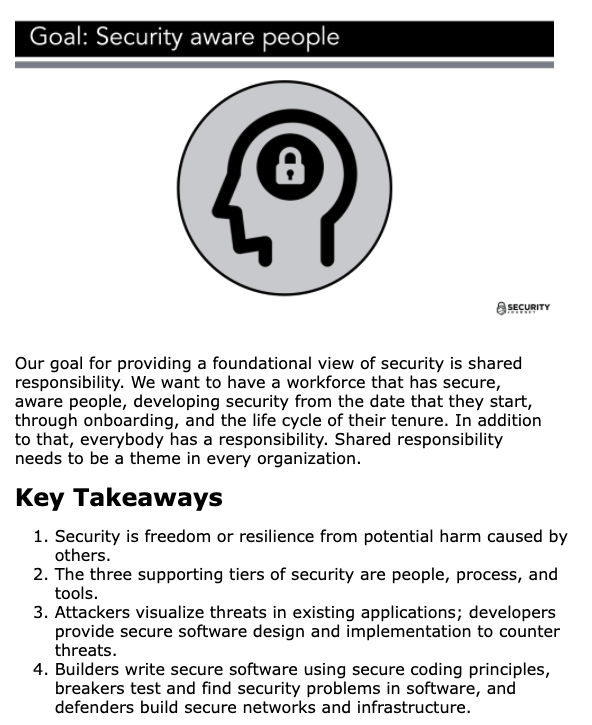 Goal: Security aware people
SECURITY
JOURNEY
Our goal for providing a foundational view of security is shared
responsibility. We want to have a workforce that has secure,
aware people, developing security from the date that they start,
through onboarding, and the life cycle of their tenure. In addition
to that, everybody has a responsibility. Shared responsibility
needs to be a theme in every organization.
Key Takeaways
1. Security is freedom or resilience from potential harm caused by
others.
2. The three supporting tiers of security are people, process, and
tools.
3. Attackers visualize threats in existing applications; developers
provide secure software design and implementation to counter
threats.
4. Builders write secure software using secure coding principles,
breakers test and find security problems in software, and
defenders build secure networks and infrastructure.